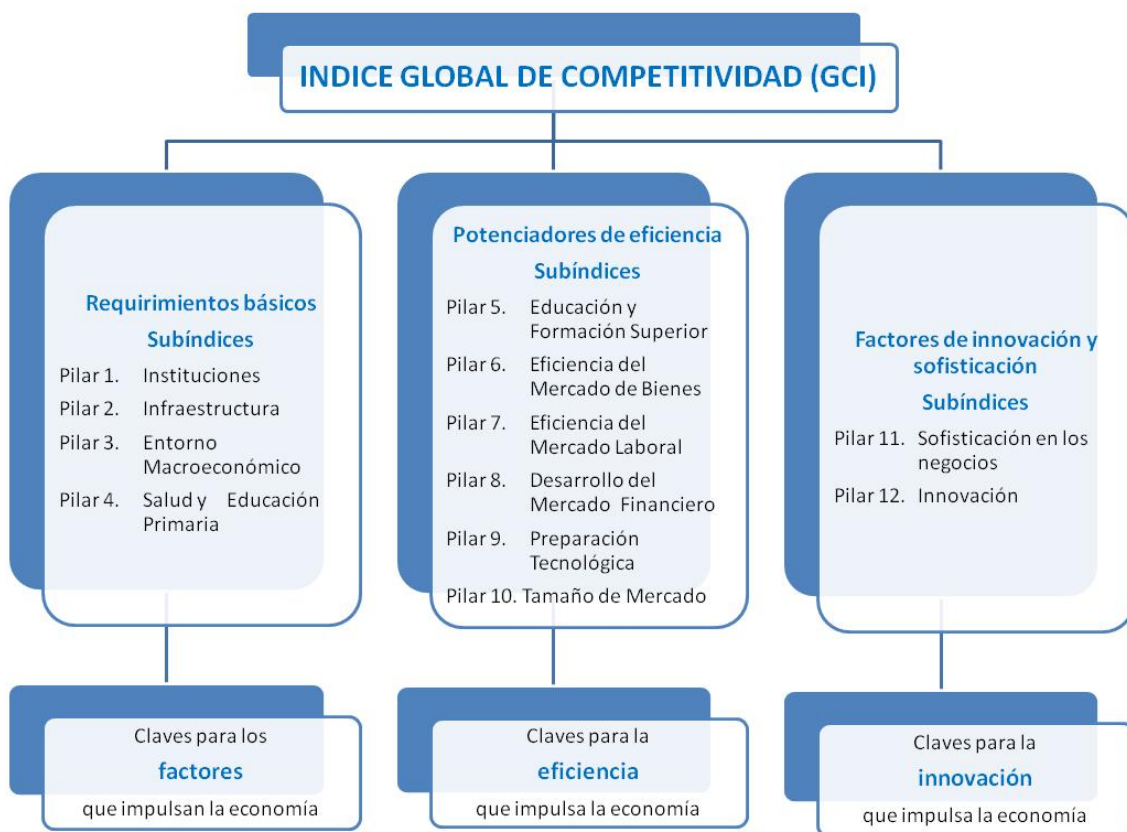 INDICE GLOBAL DE COMPETITIVIDAD (GCI)
Requirimientos básicos
Subíndices
Pilar 1. Instituciones
Pilar 2. Infraestructura
Pilar 3. Entorno
Macroeconómico
Pilar 4. Salud y Educación
Primaria
Potenciadores de eficiencia
Subíndices
Pilar 5. Educación y
Formación Superior
Pilar 6. Eficiencia del
Mercado de Bienes
Pilar 7. Eficiencia del
Mercado Laboral
Pilar 8. Desarrollo del
Mercado Financiero
Pilar 9. Preparación
Tecnológica
Pilar 10. Tamaño de Mercado
Factores de innovación y
sofisticación
Subíndices
Pilar 11. Sofisticación en los
negocios
Pilar 12. Innovación
Claves para los
factores
que impulsan la economía
Claves para la
eficiencia
que impulsa la economía
Claves para la
innovación
que impulsa la economía